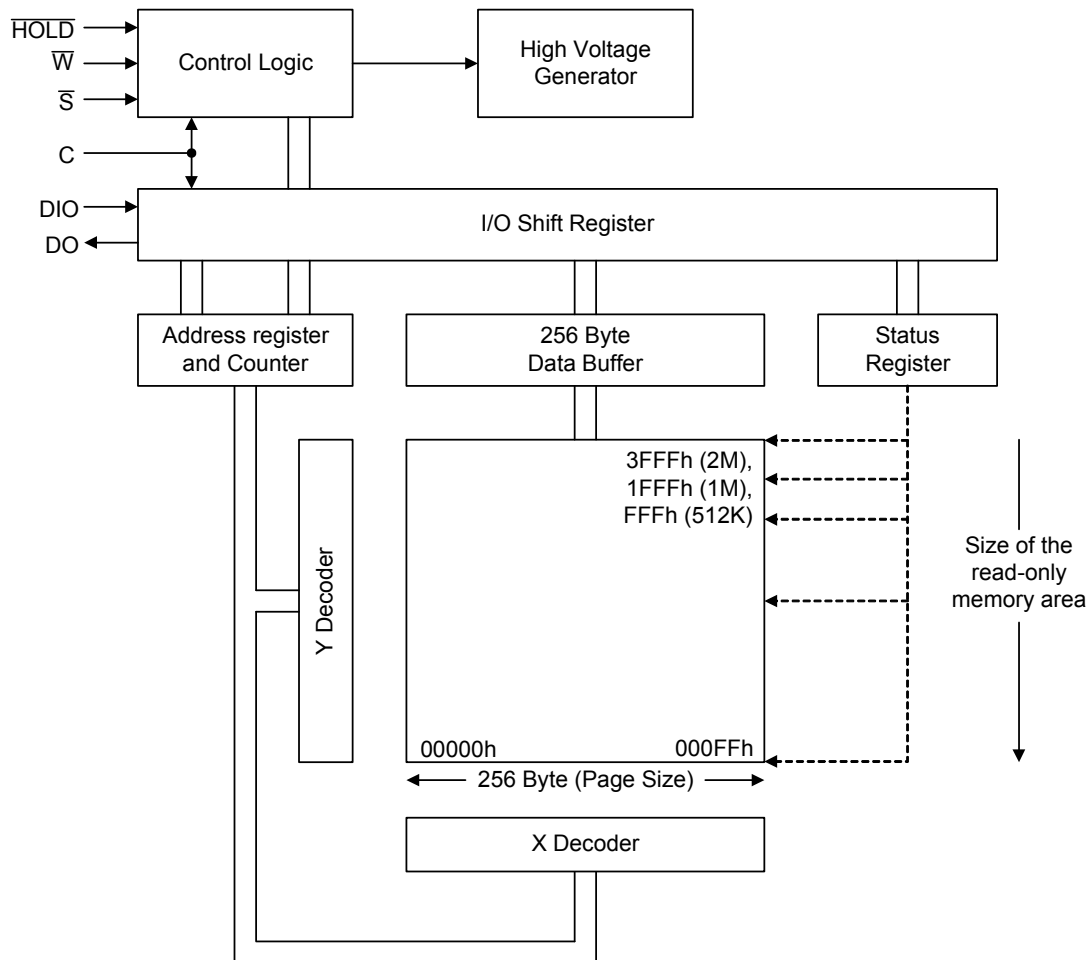 H̅O̅L̅D̅
W̅
S̅
C
DIO
DO
Control Logic
High Voltage
Generator
I/O Shift Register
Address register
and Counter
256 Byte
Data Buffer
Status
Register
Y Decoder
3FFFh (2M),
1FFFh (1M),
FFFh (512K)
Size of the
read-only
memory area
00000h
000FFh
256 Byte (Page Size)
X Decoder